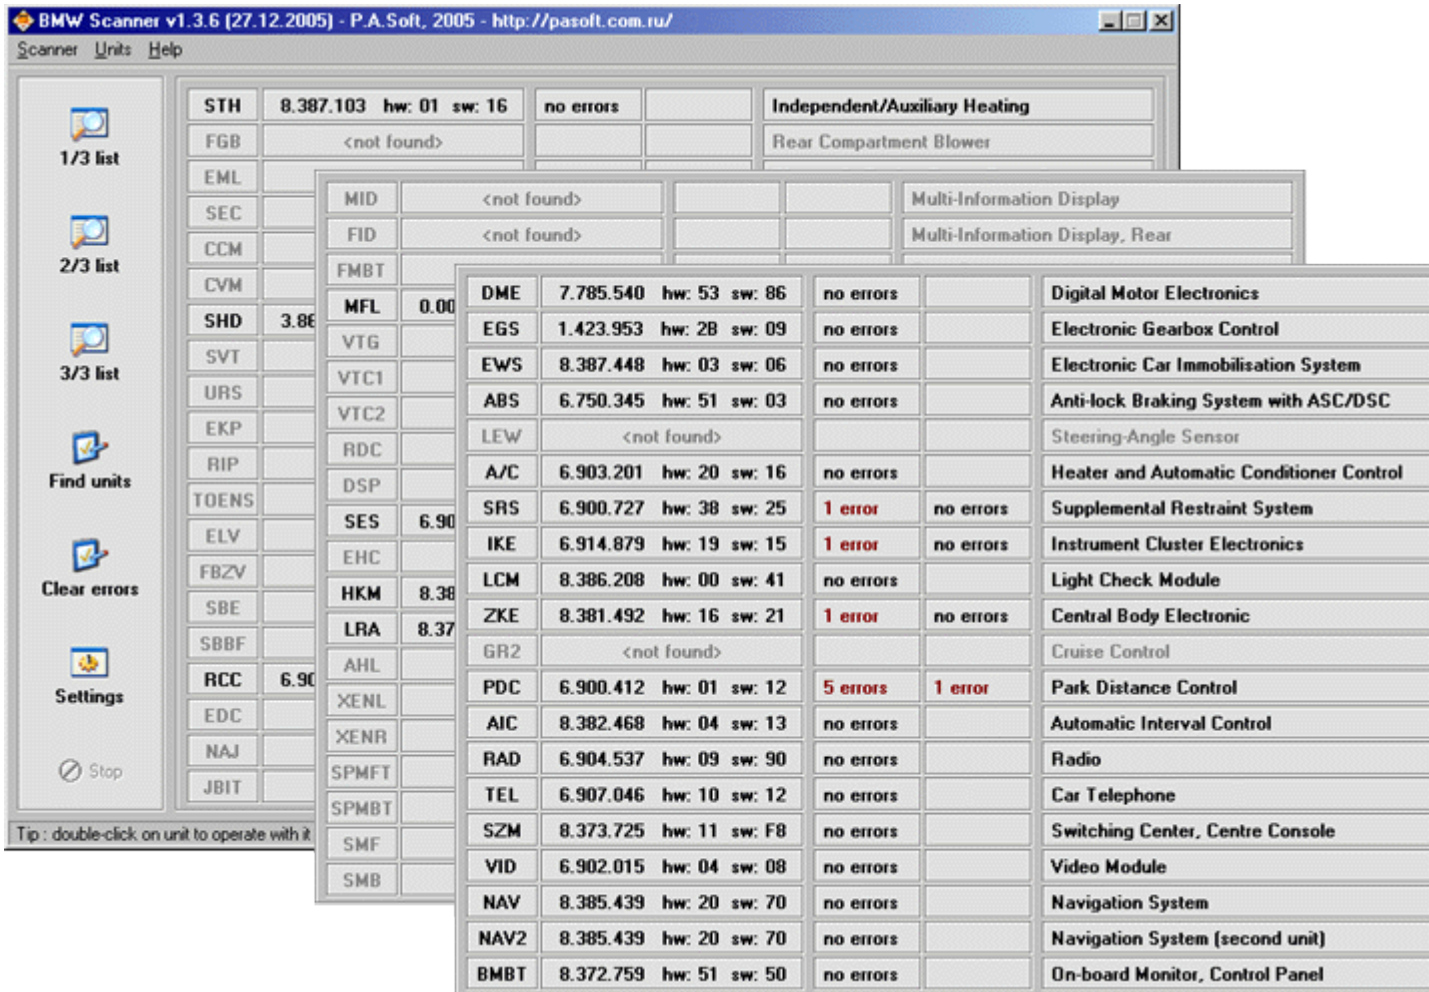 BMW Scanner v1.3.6 (27.12.2005) - P.A.Soft, 2005 - http://pasoft.com.ru/
Scanner Units Help
1/3 list
2/3 list
3/3 list
Find units
Clear errors
Settings
Stop
STH 8.387.103 hw: 01 sw: 16 no errors Independent/Auxiliary Heating
FGB <not found> Rear Compartment Blower
EML
SEC
CCM
CVM
SHD 3.86
SVT
URS
EKP
RIP
TOENS
ELV
FBZV
SBE
SBBF
RCC 6.90
EDC
NAJ
JBIT
Tip : double-click on unit to operate with it
MID <not found> Multi-Information Display
FID <not found> Multi-Information Display, Rear
FMBT
MFL 0.00
VTG
VTC1
VTC2
RDC
DSP
SES 6.90
EHC
HKM 8.38
LRA 8.37
AHL
XENL
XENR
SPMFT
SPMBT
SMF
SMB
DME 7.785.540 hw: 53 sw: 86 no errors Digital Motor Electronics
EGS 1.423.953 hw: 2B sw: 09 no errors Electronic Gearbox Control
EWS 8.387.448 hw: 03 sw: 06 no errors Electronic Car Immobilisation System
ABS 6.750.345 hw: 51 sw: 03 no errors Anti-lock Braking System with ASC/DSC
LEW <not found> Steering-Angle Sensor
A/C 6.903.201 hw: 20 sw: 16 no errors Heater and Automatic Conditioner Control
SRS 6.900.727 hw: 38 sw: 25 1 error no errors Supplemental Restraint System
IKE 6.914.879 hw: 19 sw: 15 1 error no errors Instrument Cluster Electronics
LCM 8.386.208 hw: 00 sw: 41 no errors Light Check Module
ZKE 8.381.492 hw: 16 sw: 21 1 error no errors Central Body Electronic
GR2 <not found> Cruise Control
PDC 6.900.412 hw: 01 sw: 12 5 errors 1 error Park Distance Control
AIC 8.382.468 hw: 04 sw: 13 no errors Automatic Interval Control
RAD 6.904.537 hw: 09 sw: 90 no errors Radio
TEL 6.907.046 hw: 10 sw: 12 no errors Car Telephone
SZM 8.373.725 hw: 11 sw: F8 no errors Switching Center, Centre Console
VID 6.902.015 hw: 04 sw: 08 no errors Video Module
NAV 8.385.439 hw: 20 sw: 70 no errors Navigation System
NAV2 8.385.439 hw: 20 sw: 70 no errors Navigation System (second unit)
BMBT 8.372.759 hw: 51 sw: 50 no errors On-board Monitor, Control Panel